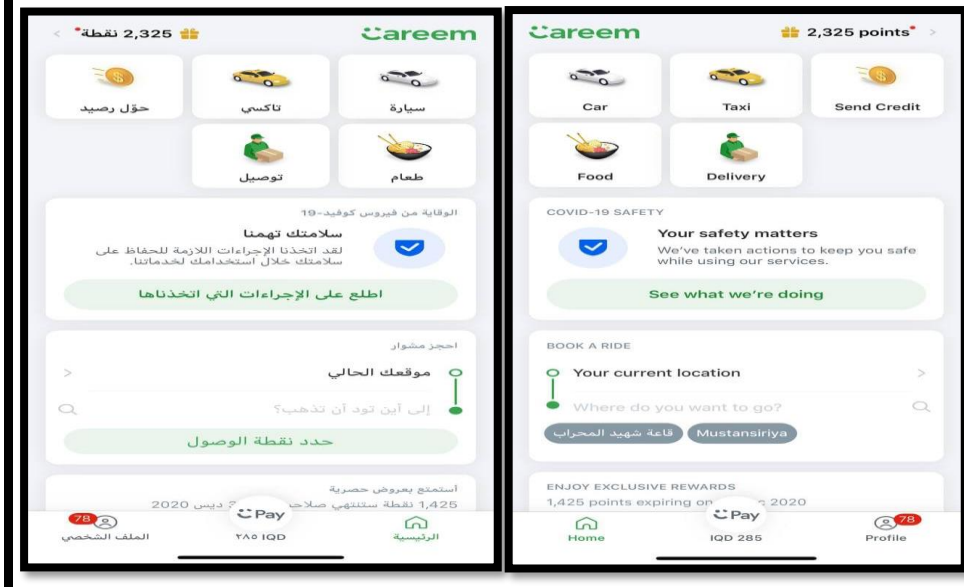 2,325 نقطة
Careem
حوّل رصيد
تاكسي
سيارة
توصيل
طعام
الوقاية من فيروس كوفيد-19
سلامتك تهمنا
لقد اتخذنا الإجراءات اللازمة للحفاظ على
سلامتك خلال استخدامك لخدماتنا.
اطلع على الإجراءات التي اتخذناها
احجز مشوار
موقعك الحالي
إلى أين تود أن تذهب؟
حدد نقطة الوصول
أستمتع بعروض حصرية
1,425 نقطة ستنتهي ديس 2020
Pay
78
الملف الشخصي
٢٨٥ IQD
الرئيسية
Careem
2,325 points
Car
Taxi
Send Credit
Food
Delivery
COVID-19 SAFETY
Your safety matters
We've taken actions to keep you safe
while using our services.
See what we're doing
BOOK A RIDE
Your current location
Where do you want to go?
قاعة شهيد المحراب
Mustansiriya
ENJOY EXCLUSIVE REWARDS
1,425 points expiring on 2020
Pay
78
Home
IQD 285
Profile